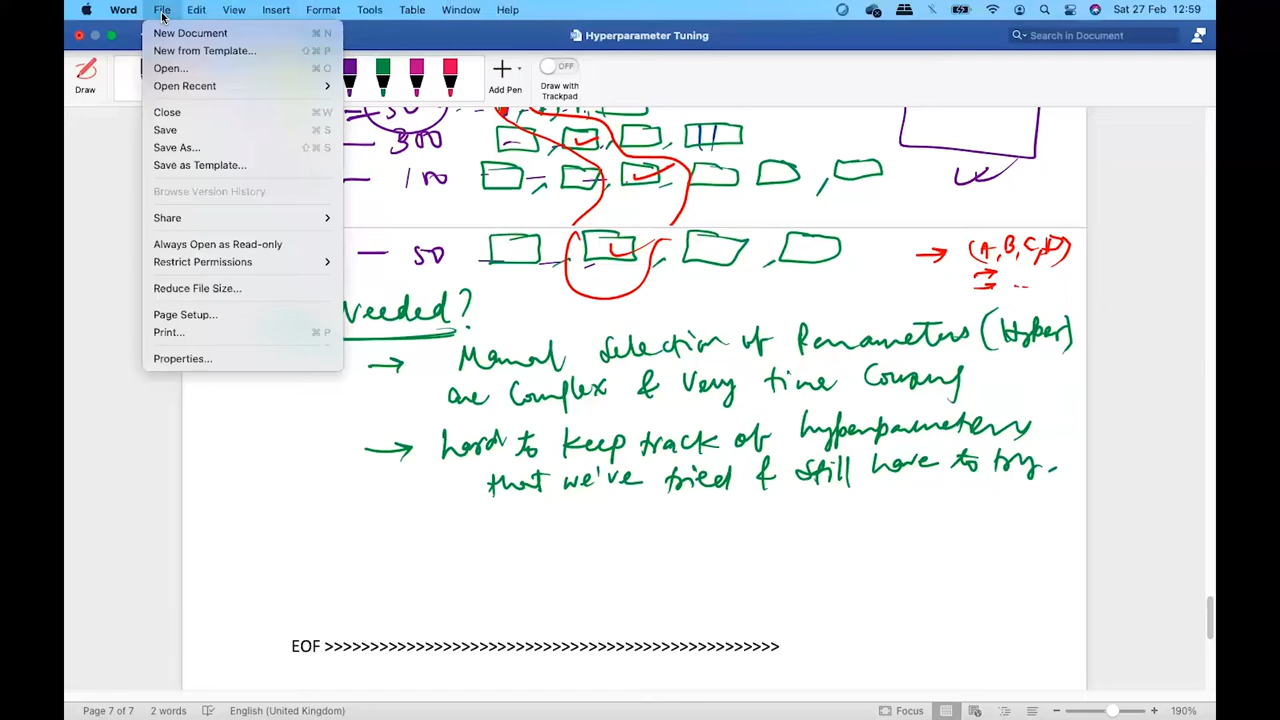 Word File Edit View Insert Format Tools Table Window Help Sat 27 Feb 12:59
Hyperparameter Tuning
Search in Document
New Document ⌘ N
New from Template... ⇧ ⌘ P
Open... ⌘ O
Open Recent >
Close ⌘ W
Save ⌘ S
Save As... ⇧ ⌘ S
Save as Template...
Browse Version History
Share >
Always Open as Read-only
Restrict Permissions >
Reduce File Size...
Page Setup...
Print... ⌘ P
Properties...
Draw
Add Pen
OFF
Draw with
Trackpad
— 300
— 100
— 50
→ (A, B, C, D)
Needed?
→ Manual Selection of Parameters (Hyper)
are Complex & Very time
→ hard to keep track of hyperparameters
that we've tried & still have to try.
EOF >>>>>>>>>>>>>>>>>>>>>>>>>>>>>>>>>>>>>>>>
Page 7 of 7 2 words English (United Kingdom) Focus 190%